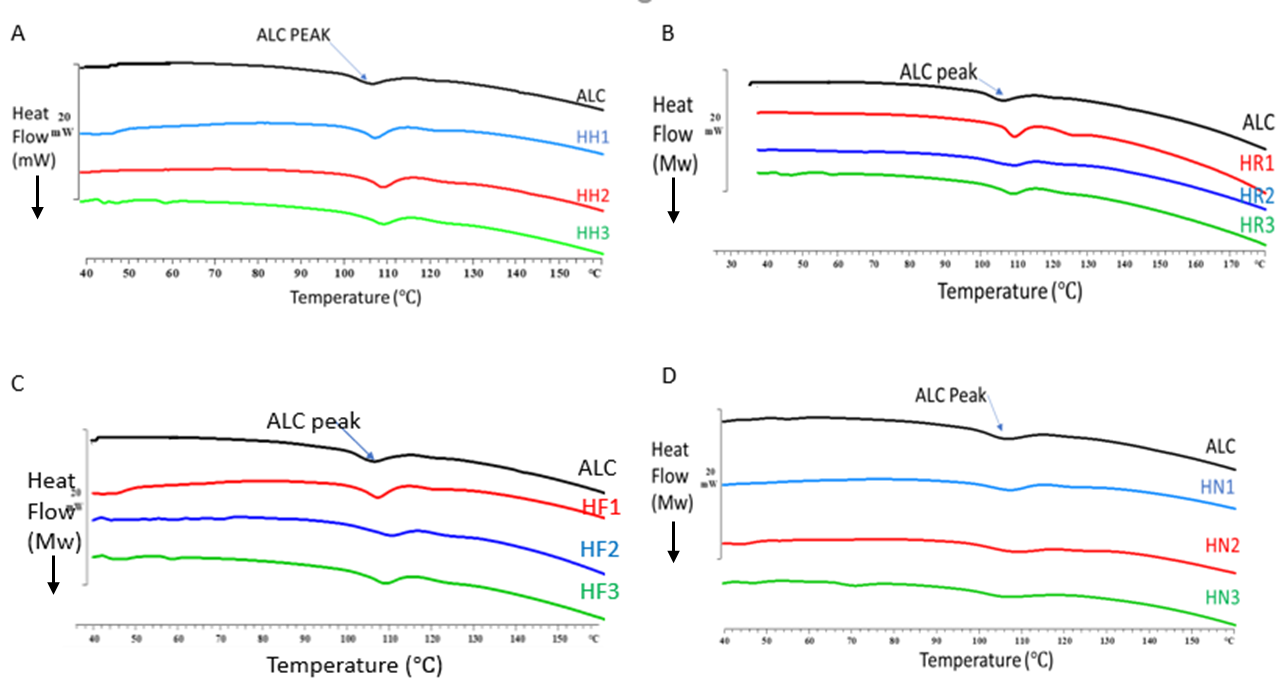 A
ALC PEAK
Heat
Flow
(mW)
20
mW
ALC
HH1
HH2
HH3
40 50 60 70 80 90 100 110 120 130 140 150 °C
Temperature (°C)
B
ALC peak
Heat
Flow
(Mw)
20
mW
ALC
HR1
HR2
HR3
30 40 50 60 70 80 90 100 110 120 130 140 150 160 170 °C
Temperature (°C)
C
ALC peak
Heat
Flow
(Mw)
20
mW
ALC
HF1
HF2
HF3
40 50 60 70 80 90 100 110 120 130 140 150 °C
Temperature (°C)
D
ALC Peak
Heat
Flow
(Mw)
20
mW
ALC
HN1
HN2
HN3
40 50 60 70 80 90 100 110 120 130 140 150 °C
Temperature (°C)